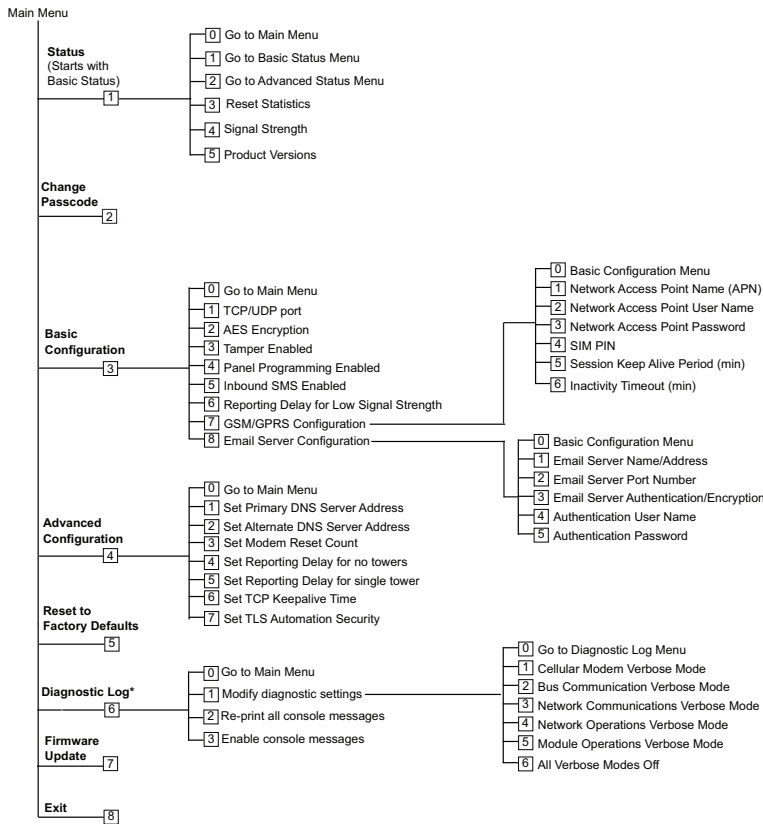 Main Menu
Status
(Starts with
Basic Status)
1
0 Go to Main Menu
1 Go to Basic Status Menu
2 Go to Advanced Status Menu
3 Reset Statistics
4 Signal Strength
5 Product Versions
Change
Passcode
2
Basic
Configuration
3
0 Go to Main Menu
1 TCP/UDP port
2 AES Encryption
3 Tamper Enabled
4 Panel Programming Enabled
5 Inbound SMS Enabled
6 Reporting Delay for Low Signal Strength
7 GSM/GPRS Configuration
8 Email Server Configuration
0 Basic Configuration Menu
1 Network Access Point Name (APN)
2 Network Access Point User Name
3 Network Access Point Password
4 SIM PIN
5 Session Keep Alive Period (min)
6 Inactivity Timeout (min)
0 Basic Configuration Menu
1 Email Server Name/Address
2 Email Server Port Number
3 Email Server Authentication/Encryption
4 Authentication User Name
5 Authentication Password
Advanced
Configuration
4
0 Go to Main Menu
1 Set Primary DNS Server Address
2 Set Alternate DNS Server Address
3 Set Modem Reset Count
4 Set Reporting Delay for no towers
5 Set Reporting Delay for single tower
6 Set TCP Keepalive Time
7 Set TLS Automation Security
Reset to
Factory Defaults
5
Diagnostic Log*
6
0 Go to Main Menu
1 Modify diagnostic settings
2 Re-print all console messages
3 Enable console messages
0 Go to Diagnostic Log Menu
1 Cellular Modem Verbose Mode
2 Bus Communication Verbose Mode
3 Network Communications Verbose Mode
4 Network Operations Verbose Mode
5 Module Operations Verbose Mode
6 All Verbose Modes Off
Firmware
Update
7
Exit
8